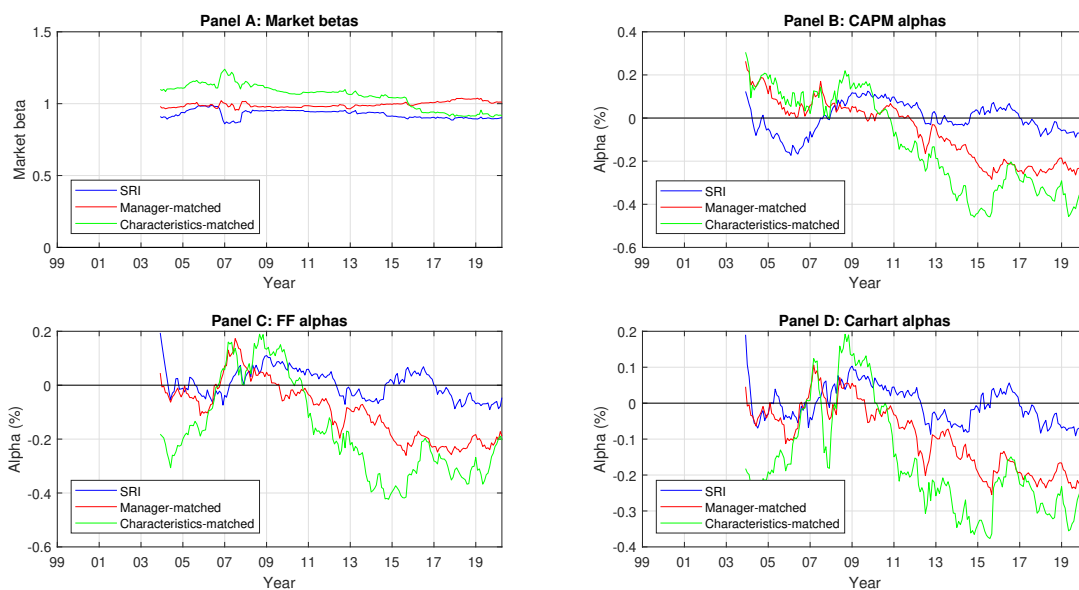 Panel A: Market betas
1.5
1
0.5
0
Market beta
SRI
Manager-matched
Characteristics-matched
99 01 03 05 07 09 11 13 15 17 19
Year
Panel B: CAPM alphas
0.4
0.2
0
-0.2
-0.4
-0.6
Alpha (%)
SRI
Manager-matched
Characteristics-matched
99 01 03 05 07 09 11 13 15 17 19
Year
Panel C: FF alphas
0.2
0
-0.2
-0.4
-0.6
Alpha (%)
SRI
Manager-matched
Characteristics-matched
99 01 03 05 07 09 11 13 15 17 19
Year
Panel D: Carhart alphas
0.2
0.1
0
-0.1
-0.2
-0.3
-0.4
Alpha (%)
SRI
Manager-matched
Characteristics-matched
99 01 03 05 07 09 11 13 15 17 19
Year